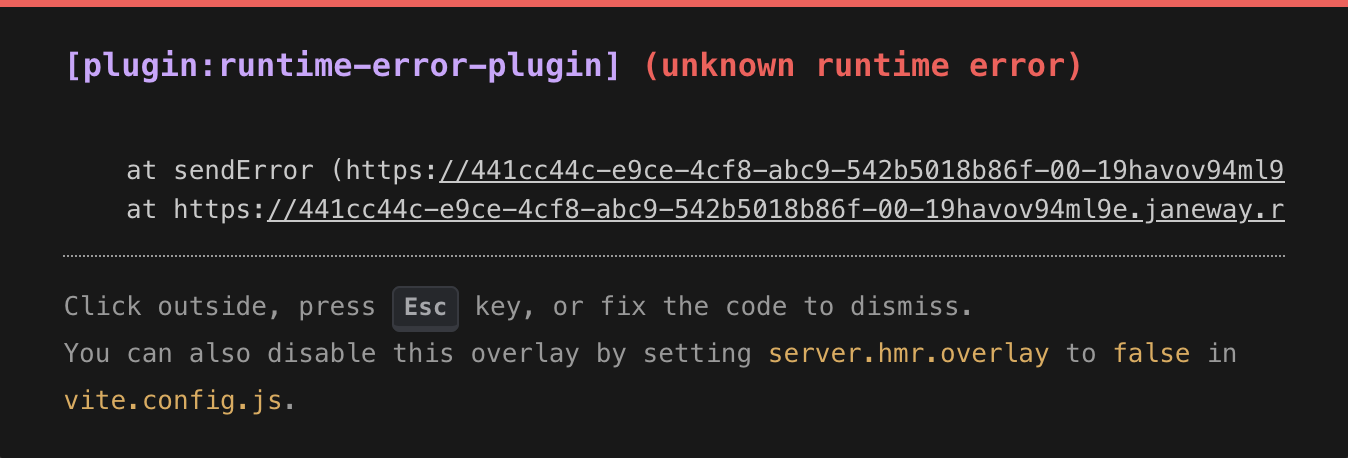 [plugin:runtime-error-plugin] (unknown runtime error)
at sendError (https://441cc44c-e9ce-4cf8-abc9-542b5018b86f-00-19havov94ml9
at https://441cc44c-e9ce-4cf8-abc9-542b5018b86f-00-19havov94ml9e.janeway.r
Click outside, press Esc key, or fix the code to dismiss.
You can also disable this overlay by setting server.hmr.overlay to false in
vite.config.js.